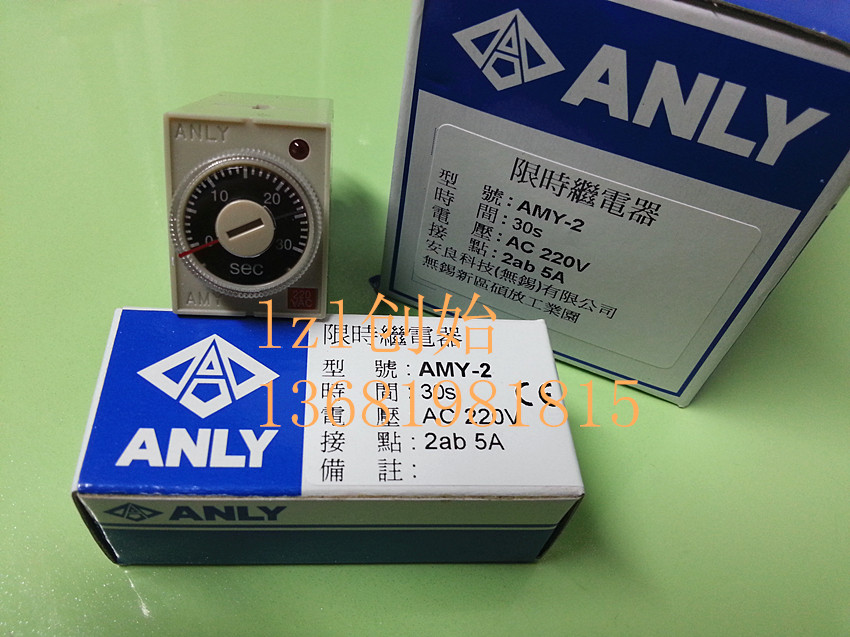 ANLY
10 20
0 30
sec
AMY
ANLY
限時繼電器
型 號:AMY-2
時 間:30s
電 壓:AC 220V
接 點:2ab 5A
安良科技(無錫)有限公司
無錫新區碩放工業園
lzl创始
13681981815
ANLY
限時繼電器
型 號:AMY-2
時 間:30s
電 壓:AC 220V
接 點:2ab 5A
備 註:
CE
ANLY